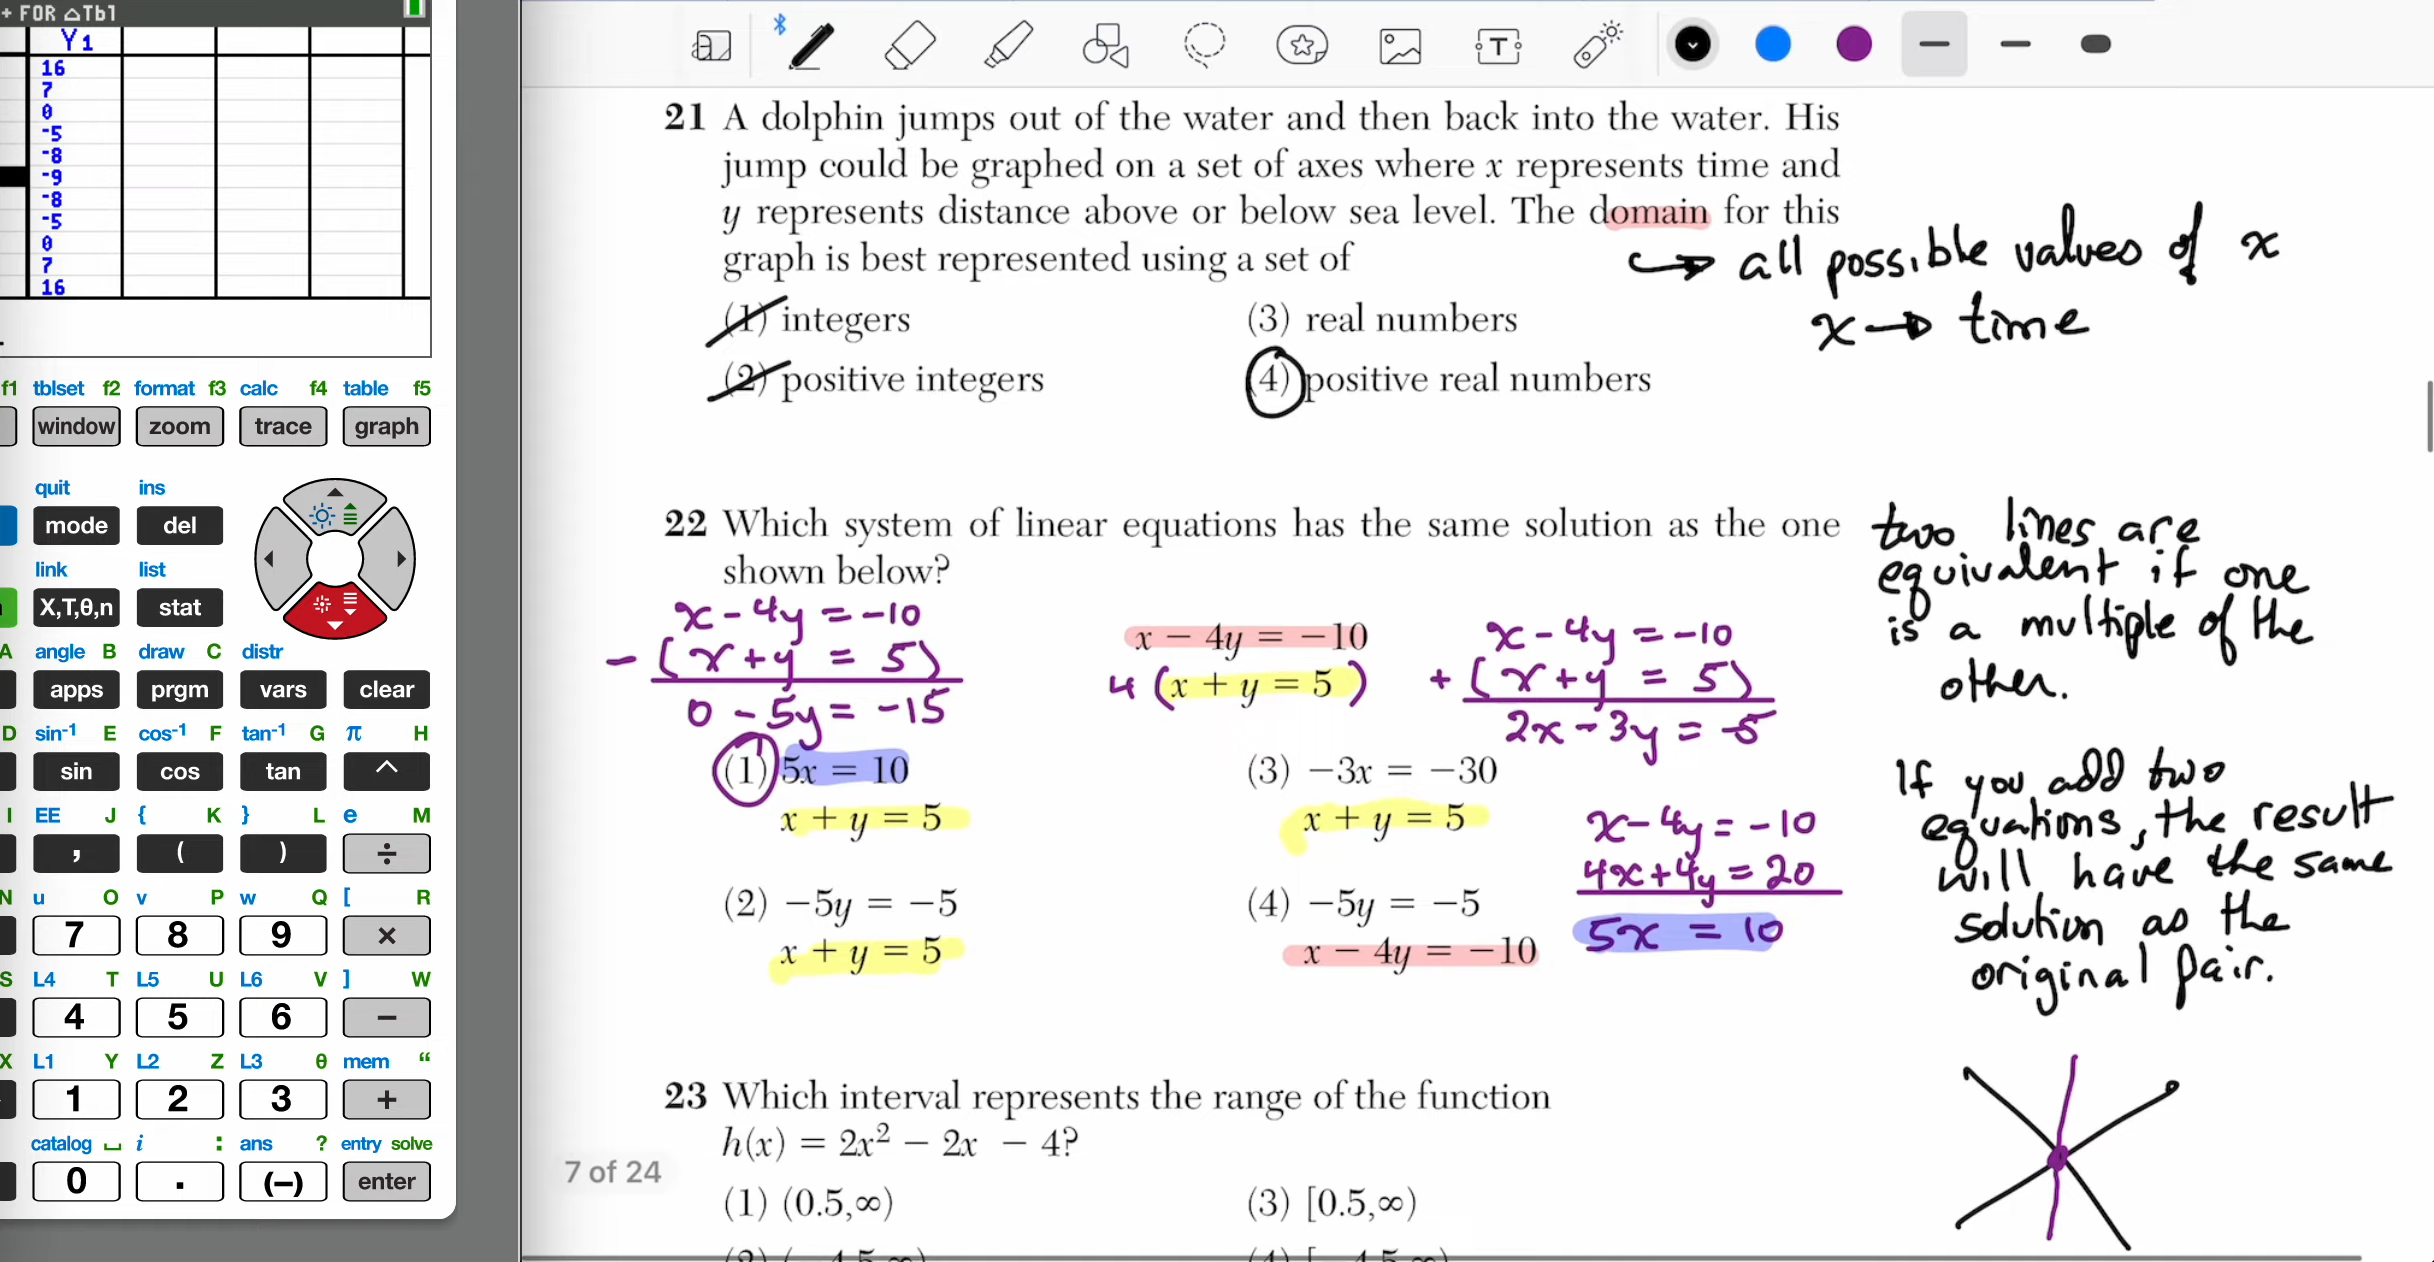 + FOR △Tbl
Y1
16
7
0
-5
-8
-9
-8
-5
0
7
16
f1 tblset f2 format f3 calc f4 table f5
window zoom trace graph
quit ins
mode del
link list
X,T,θ,n stat
A angle B draw C distr
apps prgm vars clear
D sin-1 E cos-1 F tan-1 G π H
sin cos tan ^
I EE J { K } L e M
, ( ) ÷
N u O v P w Q [ R
7 8 9 ×
S L4 T L5 U L6 V ] W
4 5 6 −
X L1 Y L2 Z L3 θ mem “
1 2 3 +
catalog ⎵ i : ans ? entry solve
0 . (−) enter
21 A dolphin jumps out of the water and then back into the water. His
jump could be graphed on a set of axes where x represents time and
y represents distance above or below sea level. The domain for this
graph is best represented using a set of
↪ all possible values of x
x → time
(1) integers (3) real numbers
(2) positive integers (4) positive real numbers
22 Which system of linear equations has the same solution as the one
shown below?
x − 4y = −10
− (x + y = 5)
0 − 5y = −15
x − 4y = −10
4 (x + y = 5)
x − 4y = −10
+ (x + y = 5)
2x − 3y = −5
two lines are
equivalent if one
is a multiple of the
other.
(1) 5x = 10
x + y = 5
(3) −3x = −30
x + y = 5
(2) −5y = −5
x + y = 5
(4) −5y = −5
x − 4y = −10
x − 4y = −10
4x + 4y = 20
5x = 10
If you add two
equations, the result
will have the same
solution as the
original pair.
23 Which interval represents the range of the function
h(x) = 2x² − 2x − 4?
7 of 24
(1) (0.5,∞) (3) [0.5,∞)